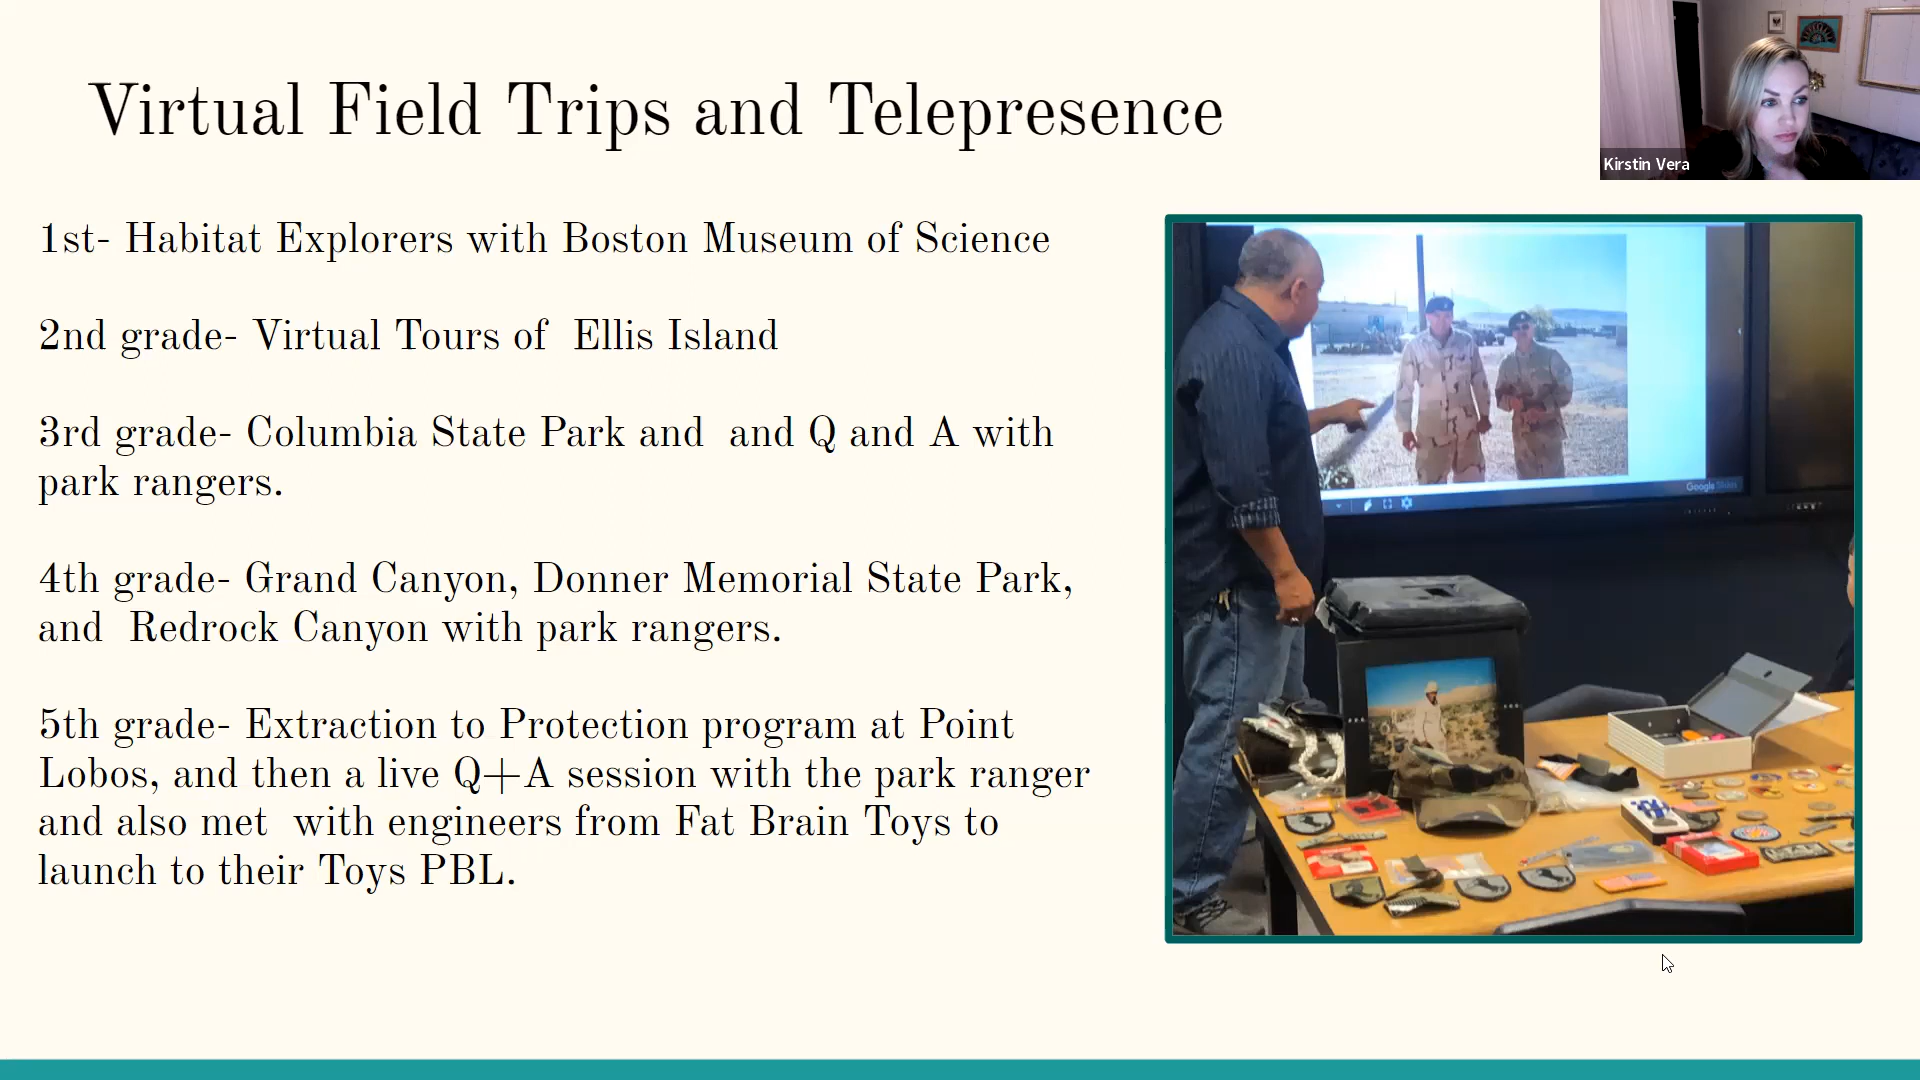 Virtual Field Trips and Telepresence
Kirstin Vera
1st- Habitat Explorers with Boston Museum of Science
2nd grade- Virtual Tours of  Ellis Island
3rd grade- Columbia State Park and  and Q and A with
park rangers.
4th grade- Grand Canyon, Donner Memorial State Park,
and  Redrock Canyon with park rangers.
5th grade- Extraction to Protection program at Point
Lobos, and then a live Q+A session with the park ranger
and also met  with engineers from Fat Brain Toys to
launch to their Toys PBL.
Google Slides